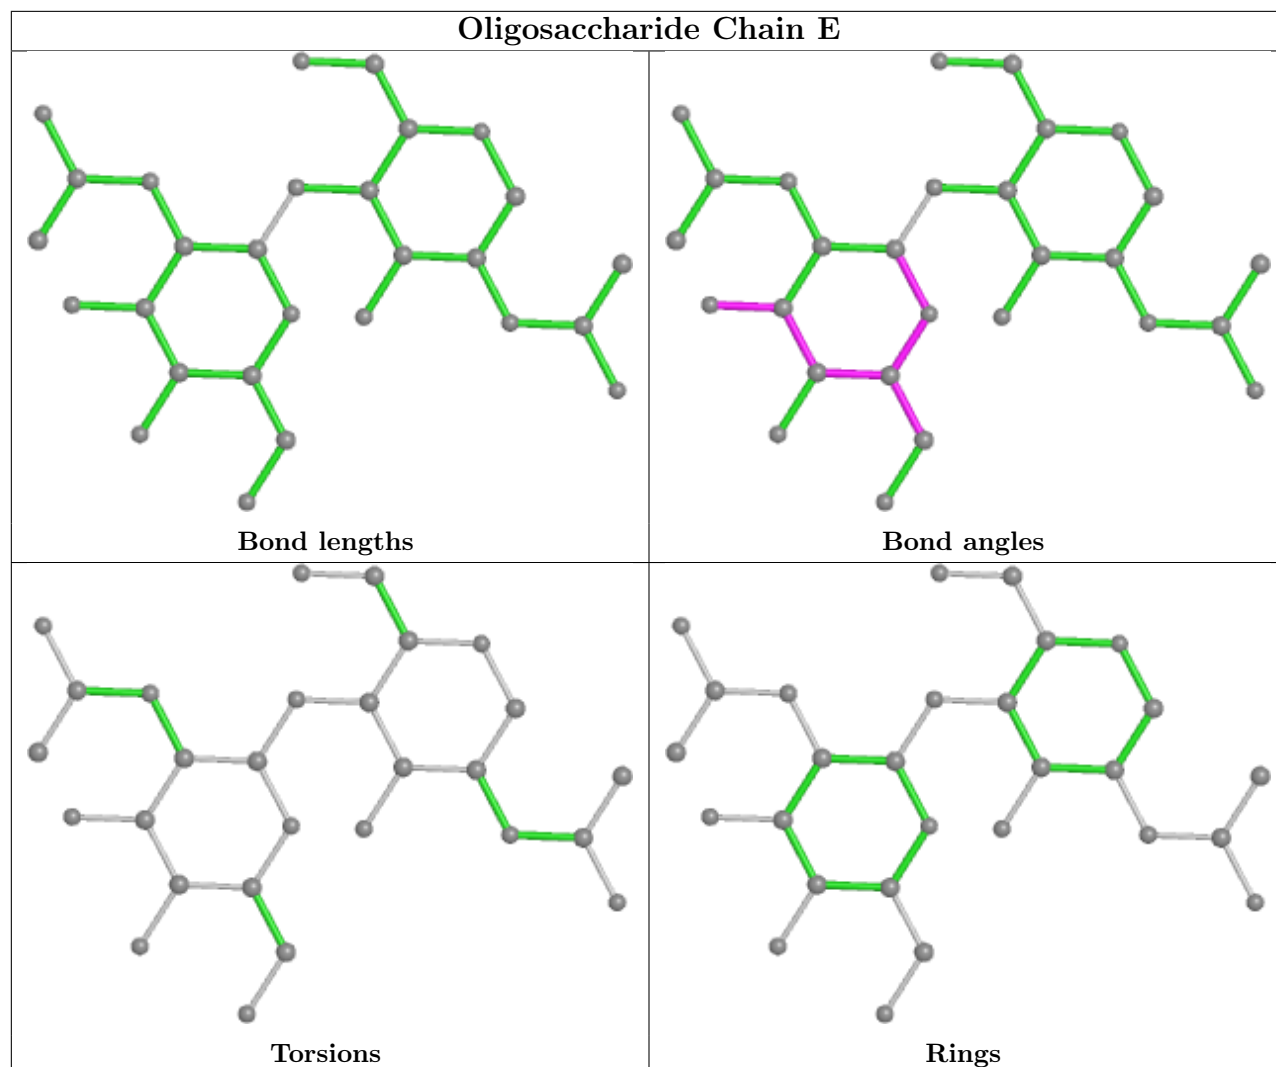 Oligosaccharide Chain E
Bond lengths
Bond angles
Torsions
Rings